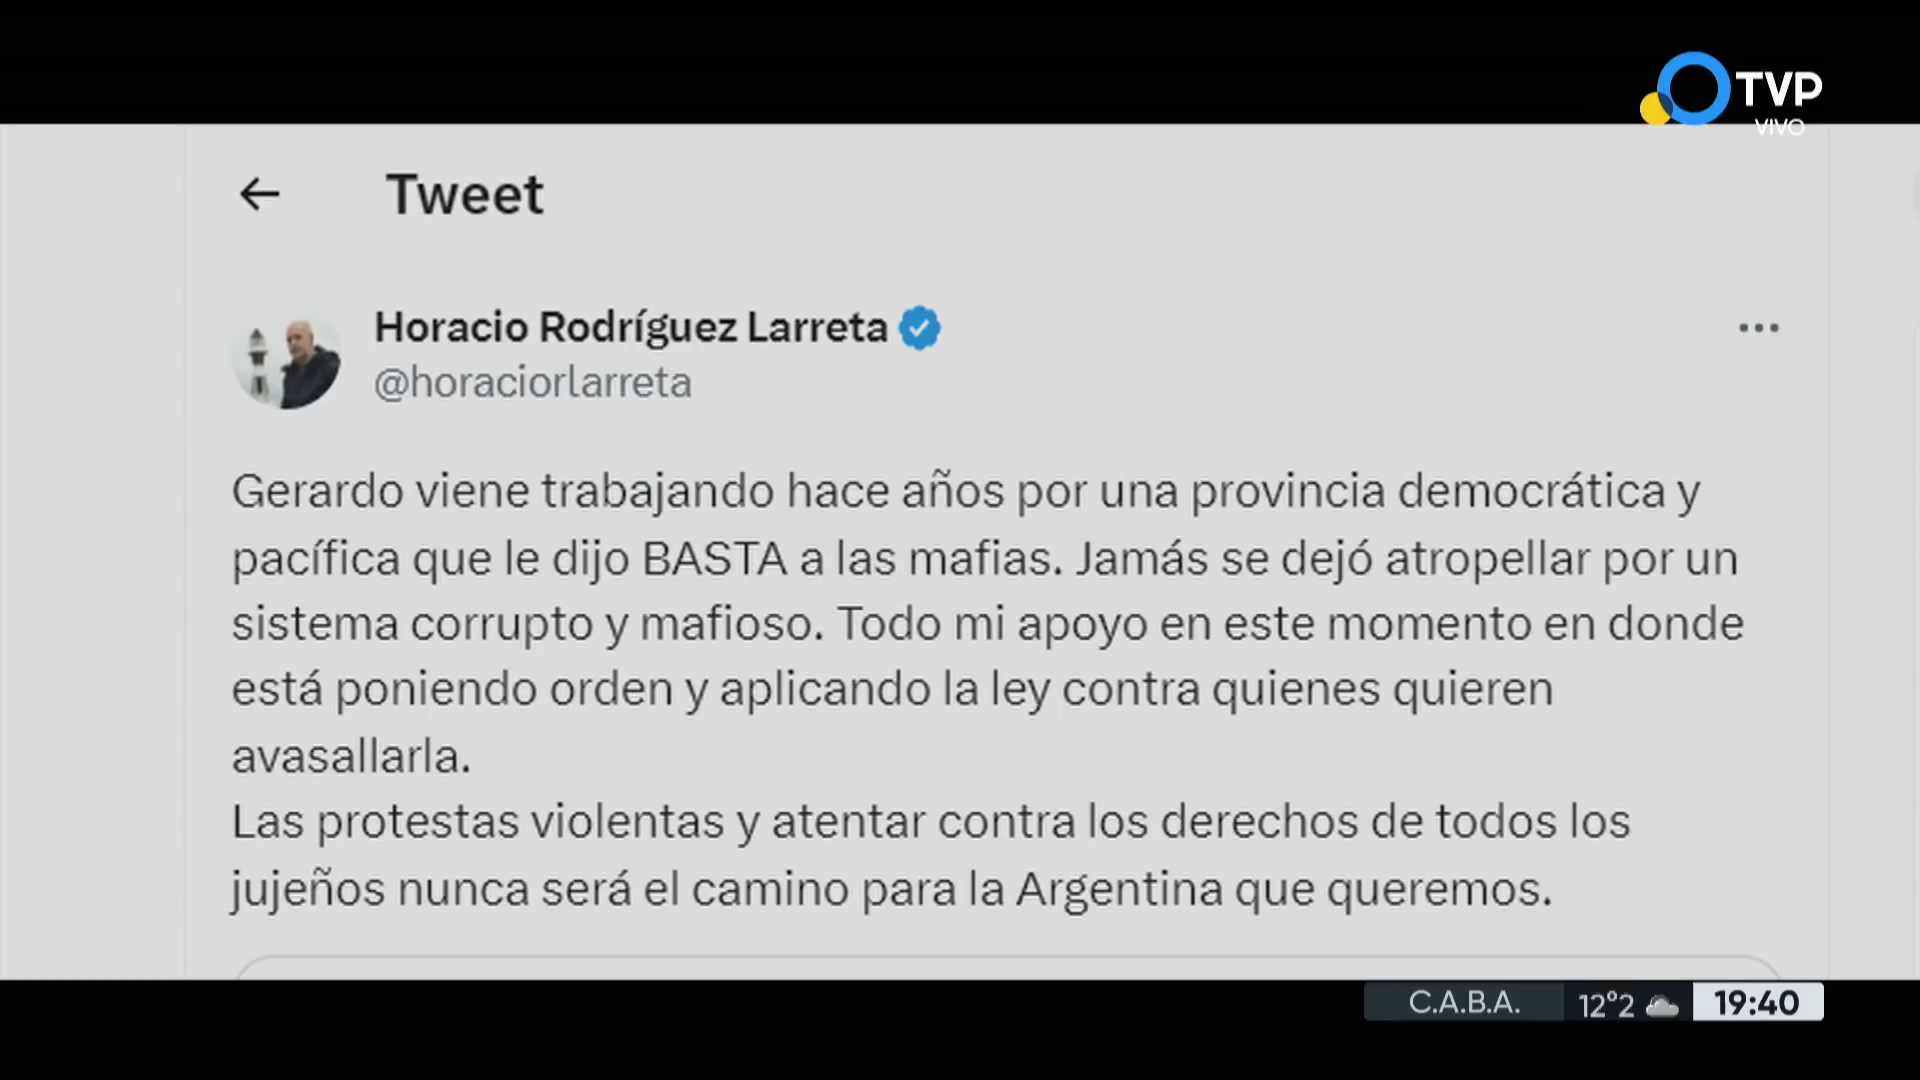 TVP
VIVO
Tweet
Horacio Rodríguez Larreta
@horaciorlarreta
Gerardo viene trabajando hace años por una provincia democrática y
pacífica que le dijo BASTA a las mafias. Jamás se dejó atropellar por un
sistema corrupto y mafioso. Todo mi apoyo en este momento en donde
está poniendo orden y aplicando la ley contra quienes quieren
avasallarla.
Las protestas violentas y atentar contra los derechos de todos los
jujeños nunca será el camino para la Argentina que queremos.
C.A.B.A. 12°2 19:40